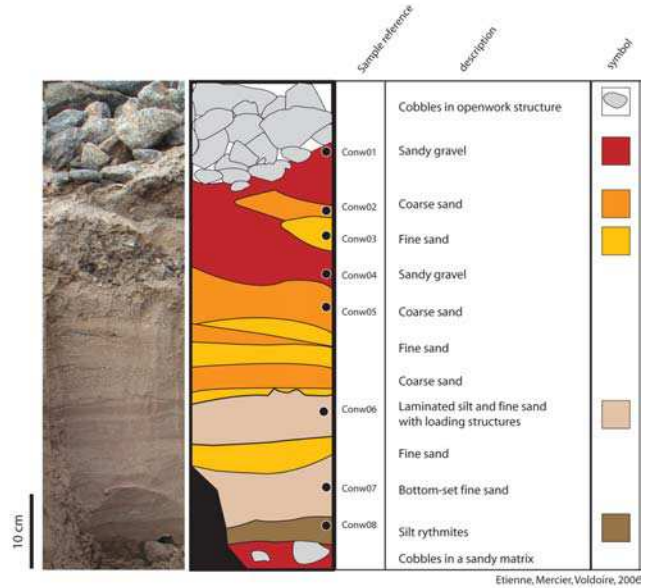 Sample reference
description
symbol
Cobbles in openwork structure
Conw01 Sandy gravel
Conw02 Coarse sand
Conw03 Fine sand
Conw04 Sandy gravel
Conw05 Coarse sand
Fine sand
Coarse sand
Conw06 Laminated silt and fine sand
with loading structures
Fine sand
Conw07 Bottom-set fine sand
Conw08 Silt rythmites
Cobbles in a sandy matrix
10 cm
Etienne, Mercier, Voldoire, 2006